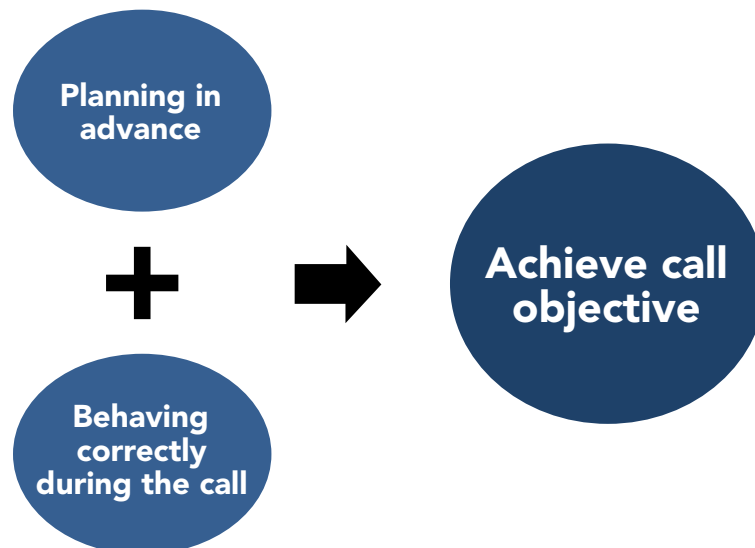 Planning in
advance
Behaving
correctly
during the call
Achieve call
objective